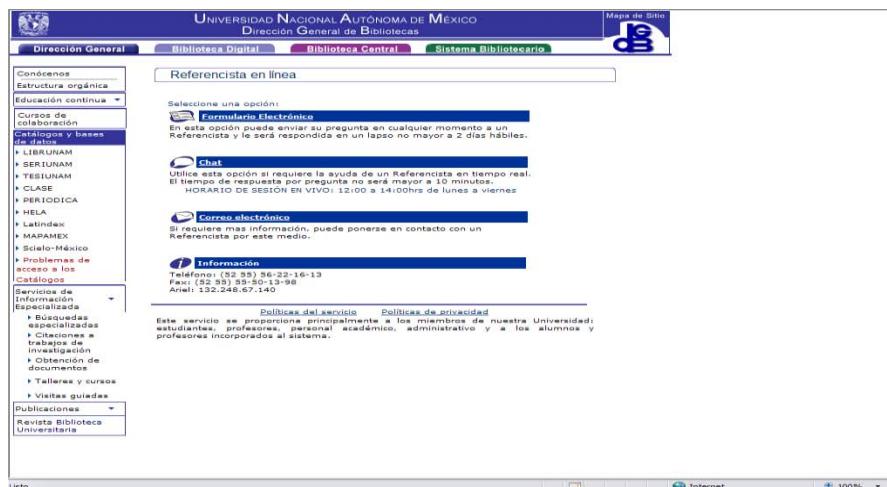 UNIVERSIDAD NACIONAL AUTÓNOMA DE MÉXICO
Dirección General de Bibliotecas
Mapa de Sitio
Dirección General
Biblioteca Digital
Biblioteca Central
Sistema Bibliotecario
Conócenos
Estructura orgánica
Educación continua
Cursos de
colaboración
Catálogos y bases
de datos
LIBRUNAM
SERIUNAM
TESIUNAM
CLASE
PERIODICA
HELA
Latindex
MAPAMEX
Scielo-México
Problemas de
acceso a los
Catálogos
Servicios de
Información
Especializada
Búsquedas
especializadas
Citaciones a
trabajos de
investigación
Obtención de
documentos
Talleres y cursos
Visitas guiadas
Publicaciones
Revista Biblioteca
Universitaria
Referencista en línea
Seleccione una opción:
Formulario Electrónico
En esta opción puede enviar su pregunta en cualquier momento a un
Referencista y le será respondida en un lapso no mayor a 2 días hábiles.
Chat
Utilice esta opción si requiere la ayuda de un Referencista en tiempo real.
El tiempo de respuesta por pregunta no será mayor a 10 minutos.
HORARIO DE SESIÓN EN VIVO: 12:00 a 14:00hrs de lunes a viernes
Correo electrónico
Si requiere mas información, puede ponerse en contacto con un
Referencista por este medio.
Información
Teléfono: (52 55) 56-22-16-13
Fax: (52 55) 55-50-13-98
Ariel: 132.248.67.140
Políticas del servicio Políticas de privacidad
Este servicio se proporciona principalmente a los miembros de nuestra Universidad:
estudiantes, profesores, personal académico, administrativo y a los alumnos y
profesores incorporados al sistema.
Listo
Internet
100%